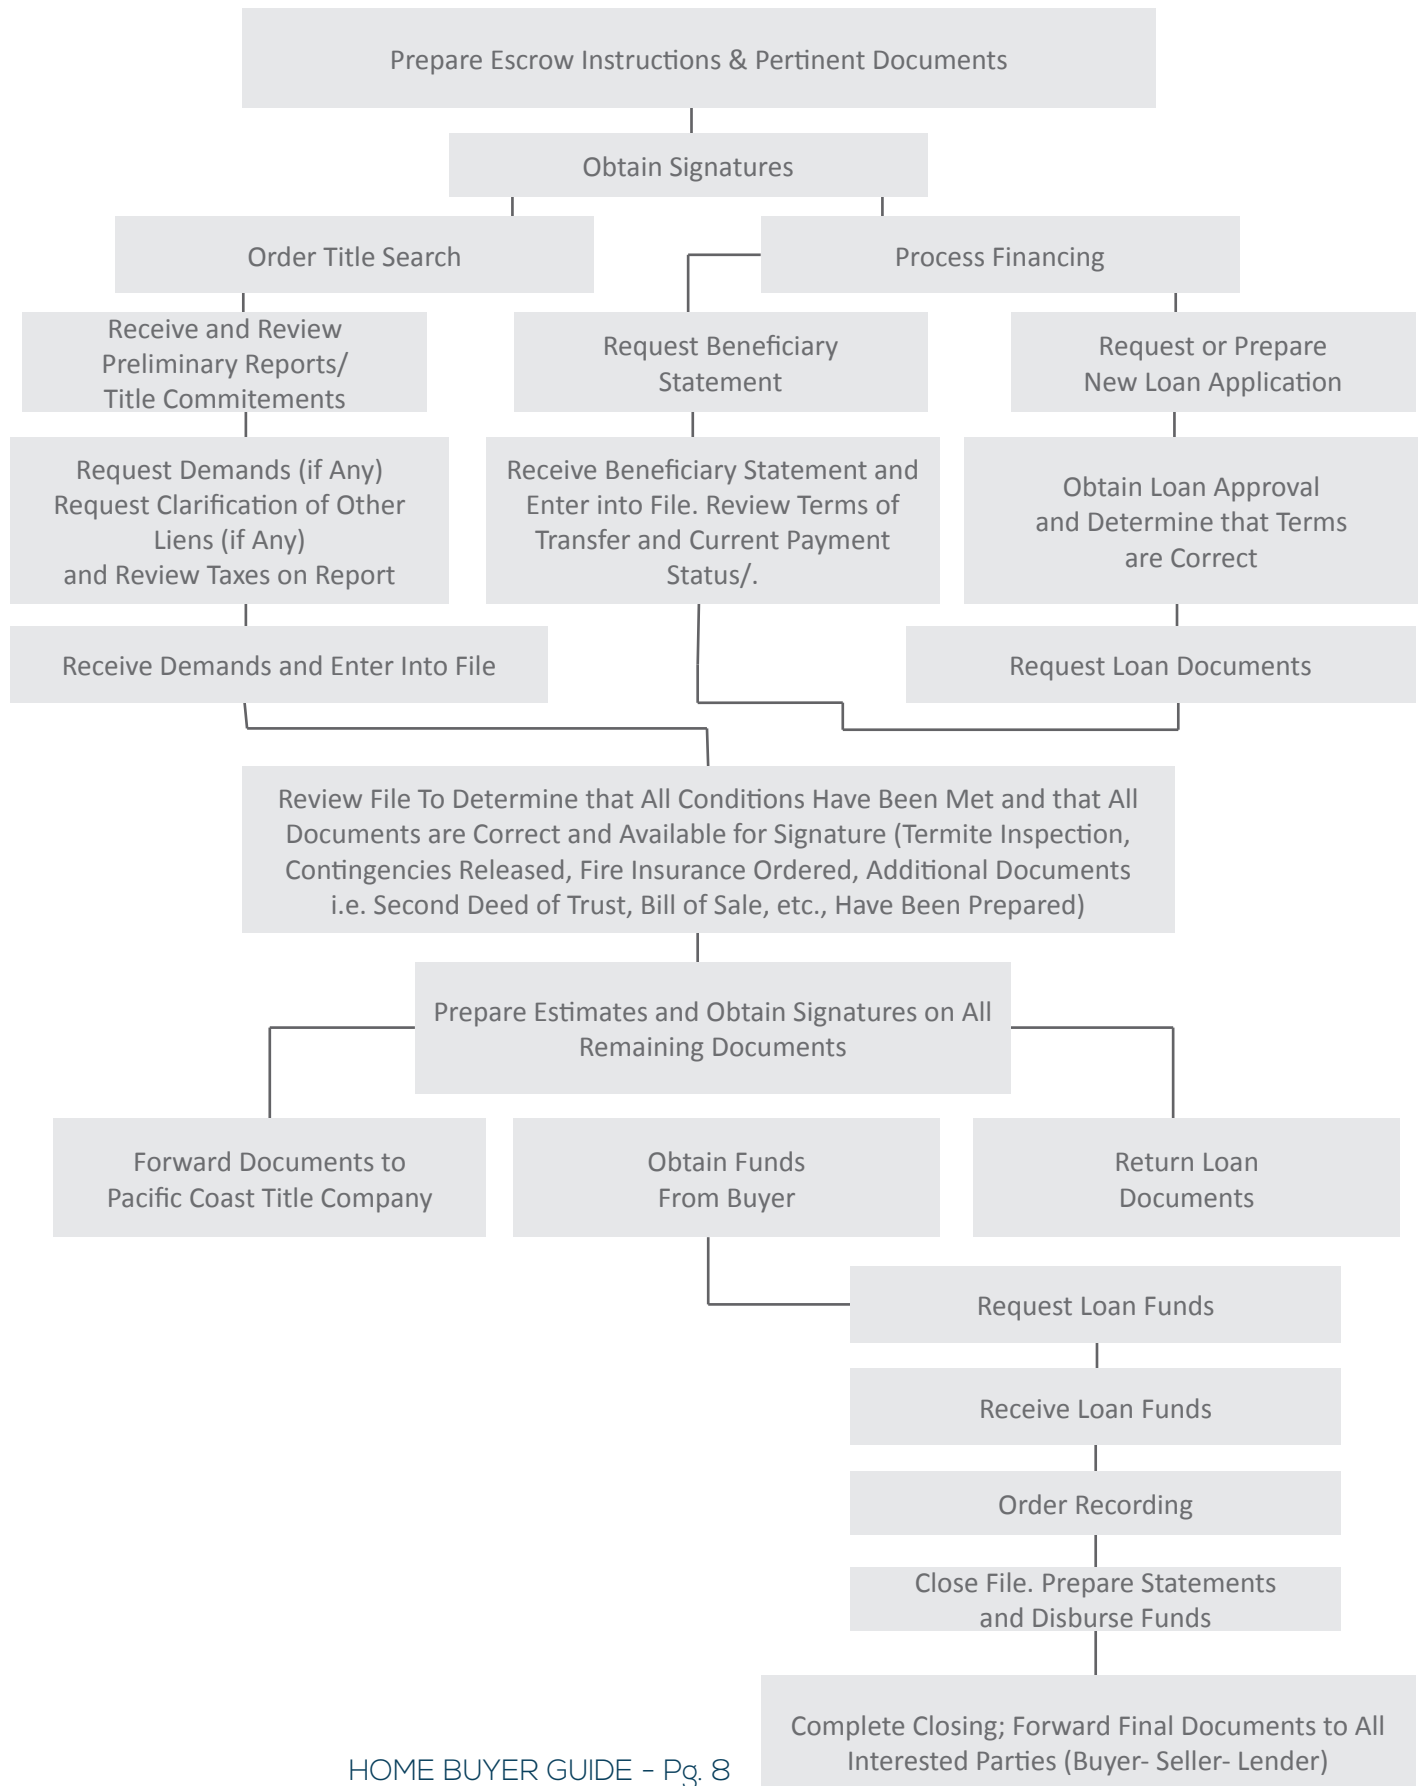 Prepare Escrow Instructions & Pertinent Documents
Obtain Signatures
Order Title Search
Process Financing
Receive and Review
Preliminary Reports/
Title Commitements
Request Beneficiary
Statement
Request or Prepare
New Loan Application
Request Demands (if Any)
Request Clarification of Other
Liens (if Any)
and Review Taxes on Report
Receive Beneficiary Statement and
Enter into File. Review Terms of
Transfer and Current Payment
Status/.
Obtain Loan Approval
and Determine that Terms
are Correct
Receive Demands and Enter Into File
Request Loan Documents
Review File To Determine that All Conditions Have Been Met and that All
Documents are Correct and Available for Signature (Termite Inspection,
Contingencies Released, Fire Insurance Ordered, Additional Documents
i.e. Second Deed of Trust, Bill of Sale, etc., Have Been Prepared)
Prepare Estimates and Obtain Signatures on All
Remaining Documents
Forward Documents to
Pacific Coast Title Company
Obtain Funds
From Buyer
Return Loan
Documents
Request Loan Funds
Receive Loan Funds
Order Recording
Close File. Prepare Statements
and Disburse Funds
Complete Closing; Forward Final Documents to All
Interested Parties (Buyer- Seller- Lender)
HOME BUYER GUIDE - Pg. 8